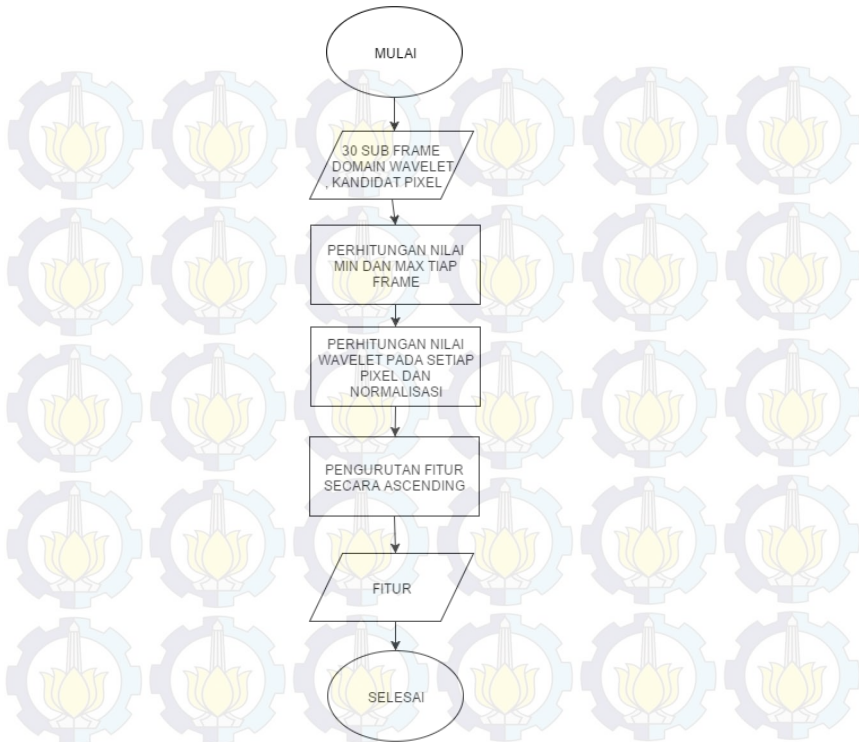 MULAI
30 SUB FRAME
DOMAIN WAVELET
, KANDIDAT PIXEL
PERHITUNGAN NILAI
MIN DAN MAX TIAP
FRAME
PERHITUNGAN NILAI
WAVELET PADA SETIAP
PIXEL DAN
NORMALISASI
PENGURUTAN FITUR
SECARA ASCENDING
FITUR
SELESAI